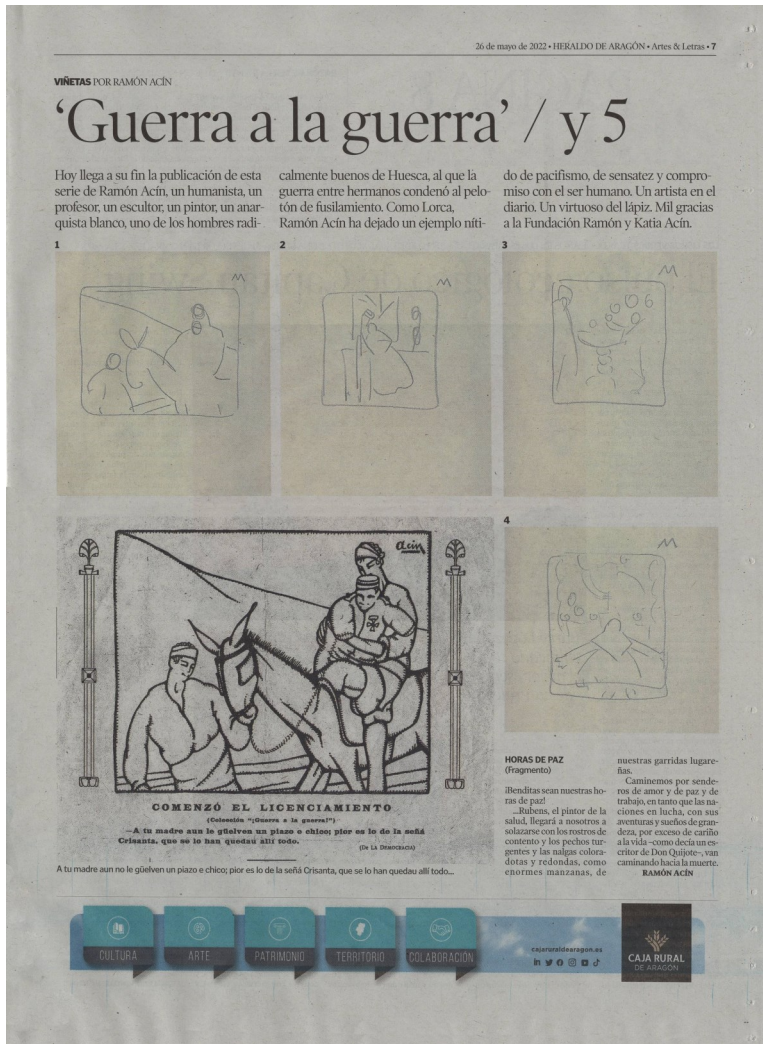 26 de mayo de 2022 • HERALDO DE ARAGÓN • Artes & Letras • 7
VIÑETAS POR RAMÓN ACÍN
‘Guerra a la guerra’ / y 5
Hoy llega a su fin la publicación de esta
serie de Ramón Acín, un humanista, un
profesor, un escultor, un pintor, un anar-
quista blanco, uno de los hombres radi-
calmente buenos de Huesca, al que la
guerra entre hermanos condenó al pelo-
tón de fusilamiento. Como Lorca,
Ramón Acín ha dejado un ejemplo níti-
do de pacifismo, de sensatez y compro-
miso con el ser humano. Un artista en el
diario. Un virtuoso del lápiz. Mil gracias
a la Fundación Ramón y Katia Acín.
1
2
3
4
acín
COMENZÓ EL LICENCIAMIENTO
(Colección "¡Guerra a la guerra!")
—A tu madre aun le güelven un piazo e chico; pior es lo de la señá
Crisanta, que se lo han quedau allí todo.
(De LA DEMOCRACIA)
A tu madre aun no le güelven un piazo e chico; pior es lo de la señá Crisanta, que se lo han quedau allí todo...
HORAS DE PAZ
(Fragmento)
¡Benditas sean nuestras ho-
ras de paz!
...Rubens, el pintor de la
salud, llegará a nosotros a
solazarse con los rostros de
contento y los pechos tur-
gentes y las nalgas colora-
dotas y redondas, como
enormes manzanas, de
nuestras garridas lugare-
ñas.
Caminemos por sende-
ros de amor y de paz y de
trabajo, en tanto que las na-
ciones en lucha, con sus
aventuras y sueños de gran-
deza, por exceso de cariño
a la vida –como decía un es-
critor de Don Quijote–, van
caminando hacia la muerte.
RAMÓN ACÍN
CULTURA
ARTE
PATRIMONIO
TERRITORIO
COLABORACIÓN
cajaruraldearagon.es
CAJA RURAL
DE ARAGÓN